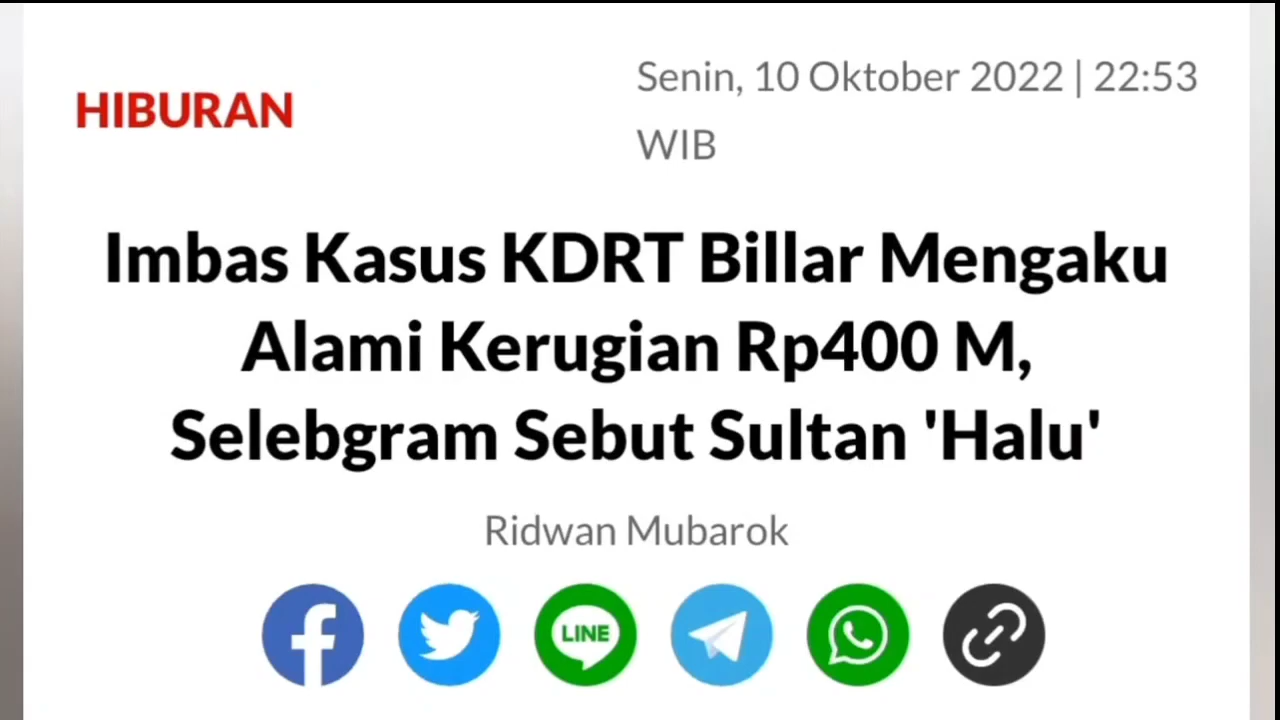 HIBURAN
Senin, 10 Oktober 2022 | 22:53
WIB
Imbas Kasus KDRT Billar Mengaku
Alami Kerugian Rp400 M,
Selebgram Sebut Sultan 'Halu'
Ridwan Mubarok
LINE